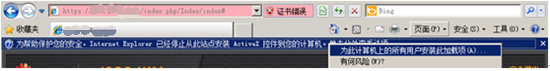 https:// /index.php/Index/index# 证书错误 Bing
收藏夹 页面(P) 安全(S) 工具(O)
为帮助保护您的安全，Internet Explorer 已经停止从此站点安装 ActiveX 控件到您的计算机。
为此计算机上的所有用户安装此加载项(A)...
有何风险(W)?